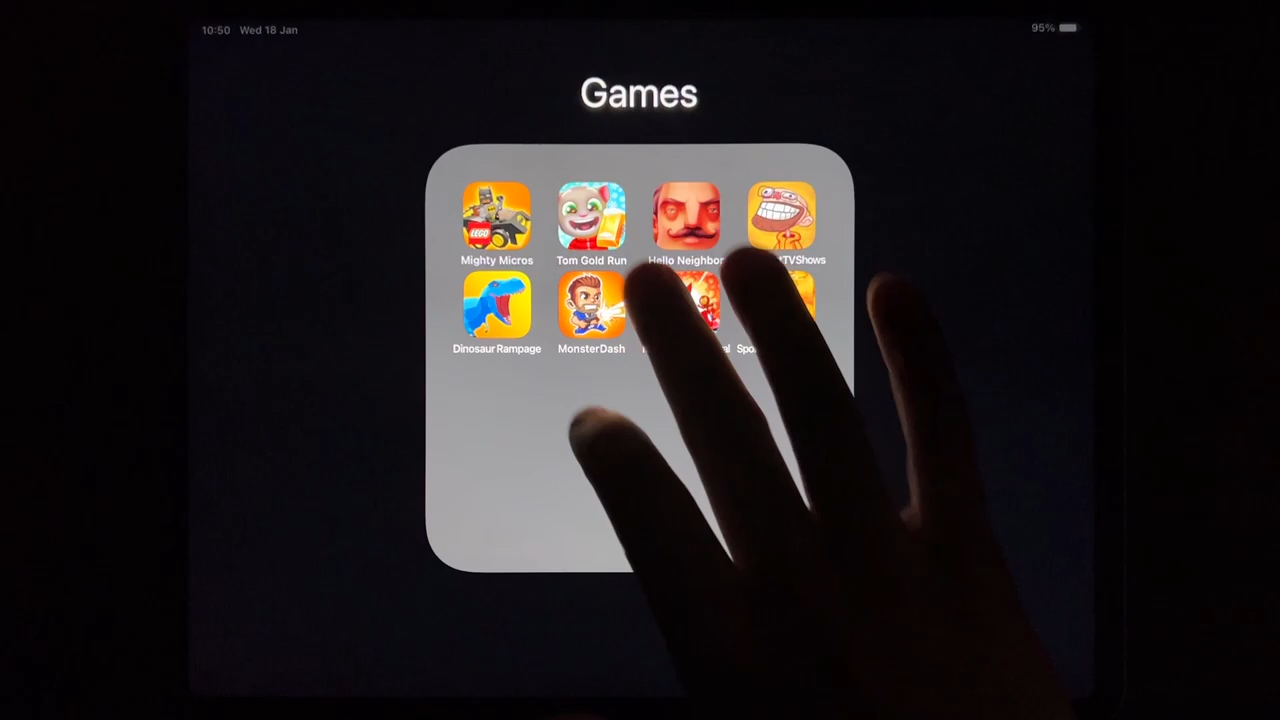 10:50 Wed 18 Jan
95%
Games
LEGO
Mighty Micros
Tom Gold Run
Hello Neighbor
TVShows
Dinosaur Rampage
MonsterDash